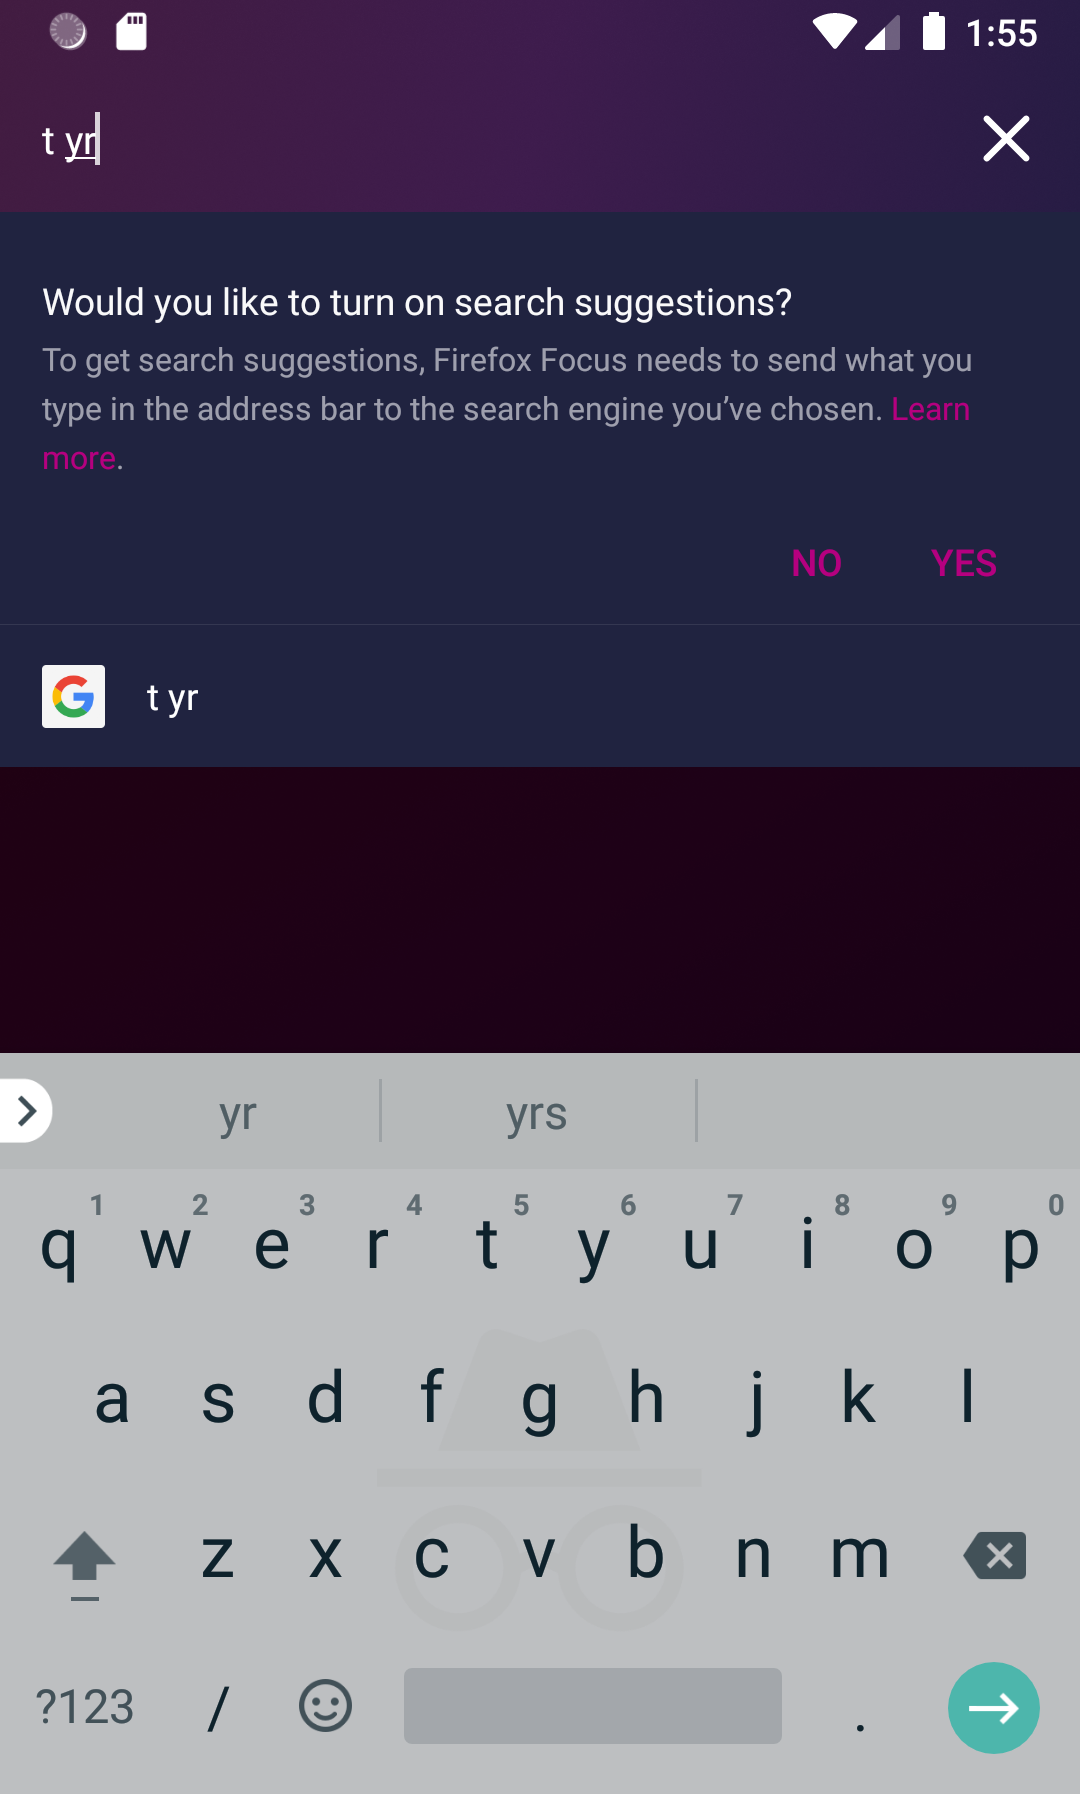 1:55
t yr
Would you like to turn on search suggestions?
To get search suggestions, Firefox Focus needs to send what you
type in the address bar to the search engine you’ve chosen. Learn
more.
NO YES
t yr
yr yrs
1 2 3 4 5 6 7 8 9 0
q w e r t y u i o p
a s d f g h j k l
z x c v b n m
?123 / .